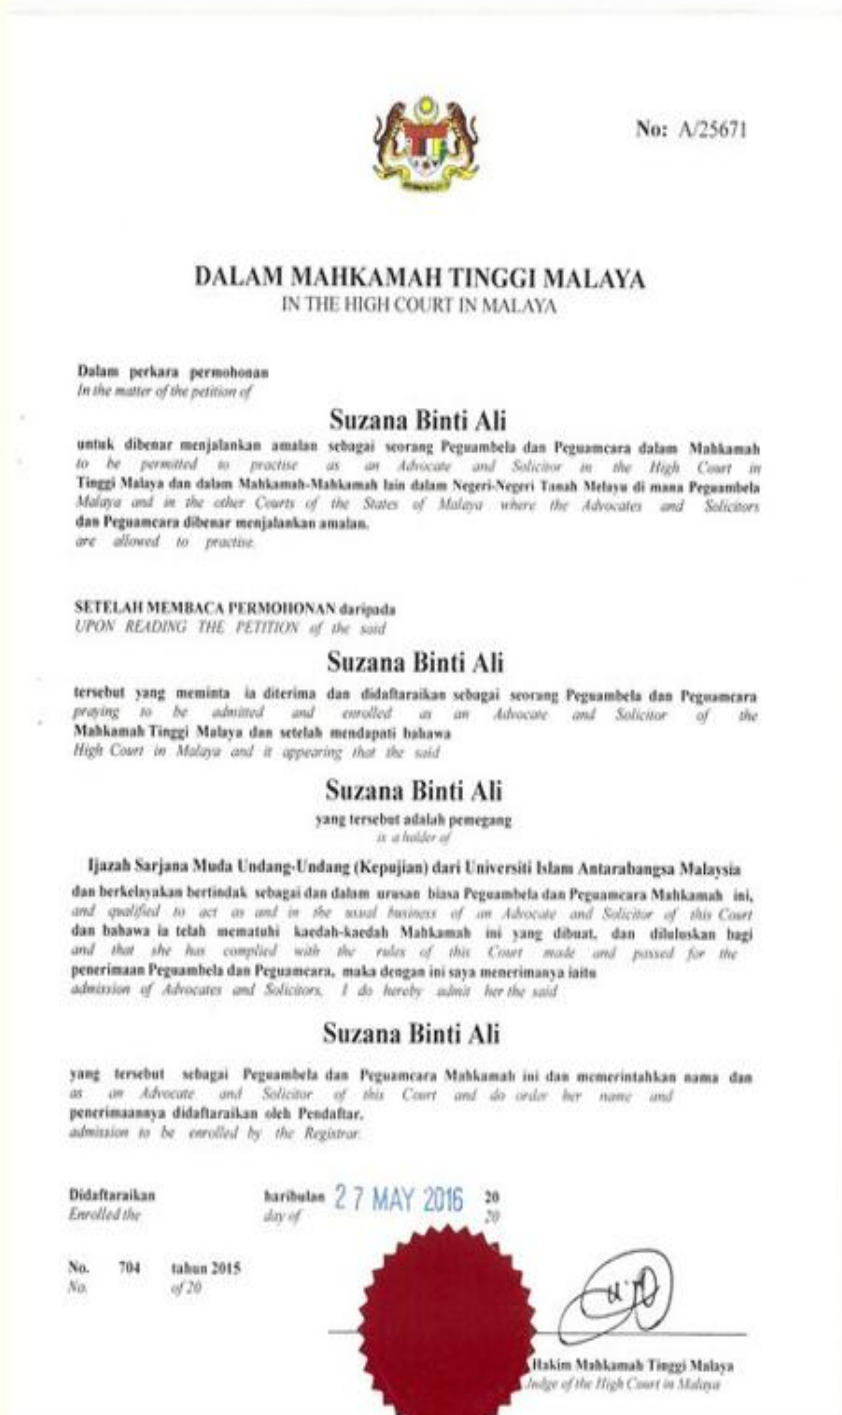 No: A/25671
DALAM MAHKAMAH TINGGI MALAYA
IN THE HIGH COURT IN MALAYA
Dalam perkara permohonan
In the matter of the petition of
Suzana Binti Ali
untuk dibenar menjalankan amalan sebagai seorang Peguambela dan Peguamcara dalam Mahkamah
to be permitted to practise as an Advocate and Solicitor in the High Court in
Tinggi Malaya dan dalam Mahkamah-Mahkamah lain dalam Negeri-Negeri Tanah Melayu di mana Peguambela
Malaya and in the other Courts of the States of Malaya where the Advocates and Solicitors
dan Peguamcara dibenar menjalankan amalan.
are allowed to practise.
SETELAH MEMBACA PERMOHONAN daripada
UPON READING THE PETITION of the said
Suzana Binti Ali
tersebut yang meminta ia diterima dan didaftaraikan sebagai seorang Peguambela dan Peguamcara
praying to be admitted and enrolled as an Advocate and Solicitor of the
Mahkamah Tinggi Malaya dan setelah mendapati bahawa
High Court in Malaya and it appearing that the said
Suzana Binti Ali
yang tersebut adalah pemegang
is a holder of
Ijazah Sarjana Muda Undang-Undang (Kepujian) dari Universiti Islam Antarabangsa Malaysia
dan berkelayakan bertindak sebagai dan dalam urusan biasa Peguambela dan Peguamcara Mahkamah ini,
and qualified to act as and in the usual business of an Advocate and Solicitor of this Court
dan bahawa ia telah mematuhi kaedah-kaedah Mahkamah ini yang dibuat, dan diluluskan bagi
and that she has complied with the rules of this Court made and passed for the
penerimaan Peguambela dan Peguamcara, maka dengan ini saya menerimanya iaitu
admission of Advocates and Solicitors, I do hereby admit her the said
Suzana Binti Ali
yang tersebut sebagai Peguambela dan Peguamcara Mahkamah ini dan memerintahkan nama dan
as an Advocate and Solicitor of this Court and do order her name and
penerimaannya didaftaraikan oleh Pendaftar.
admission to be enrolled by the Registrar.
Didaftaraikan haribulan 27 MAY 2016 20
Enrolled the day of 20
No. 704 tahun 2015
No. of 20
Hakim Mahkamah Tinggi Malaya
Judge of the High Court in Malaya